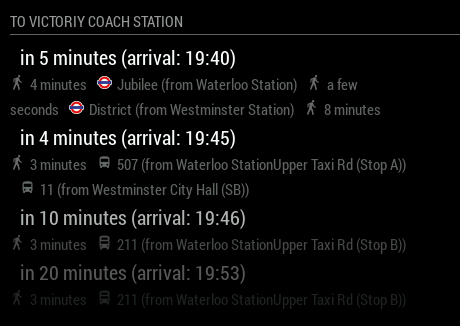 TO VICTORIY COACH STATION
in 5 minutes (arrival: 19:40)
4 minutes Jubilee (from Waterloo Station) a few
seconds District (from Westminster Station) 8 minutes
in 4 minutes (arrival: 19:45)
3 minutes 507 (from Waterloo StationUpper Taxi Rd (Stop A))
11 (from Westminster City Hall (SB))
in 10 minutes (arrival: 19:46)
3 minutes 211 (from Waterloo StationUpper Taxi Rd (Stop B))
in 20 minutes (arrival: 19:53)
3 minutes 211 (from Waterloo StationUpper Taxi Rd (Stop B))